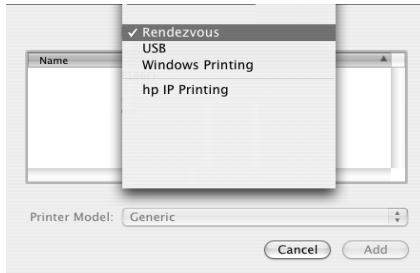 ✓ Rendezvous
USB
Windows Printing
hp IP Printing
Name
Printer Model: Generic
Cancel Add